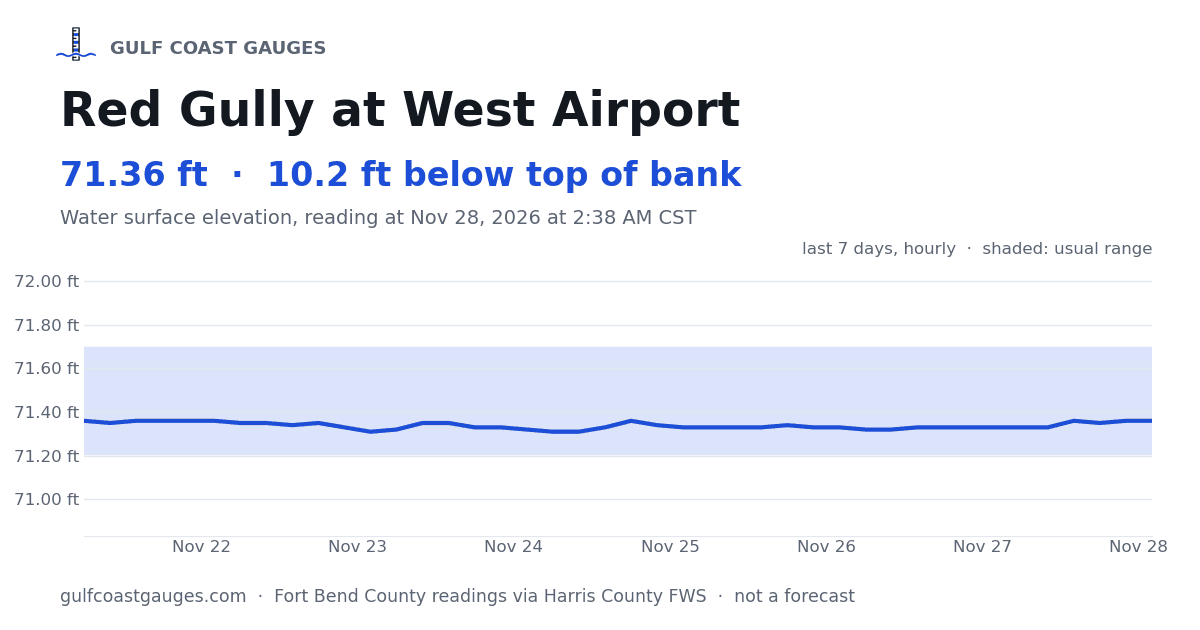 GULF COAST GAUGES
Red Gully at West Airport
71.36 ft · 10.2 ft below top of bank
Water surface elevation, reading at Nov 28, 2026 at 2:38 AM CST
last 7 days, hourly · shaded: usual range
72.00 ft
71.80 ft
71.60 ft
71.40 ft
71.20 ft
71.00 ft
Nov 22 Nov 23 Nov 24 Nov 25 Nov 26 Nov 27 Nov 28
gulfcoastgauges.com · Fort Bend County readings via Harris County FWS · not a forecast